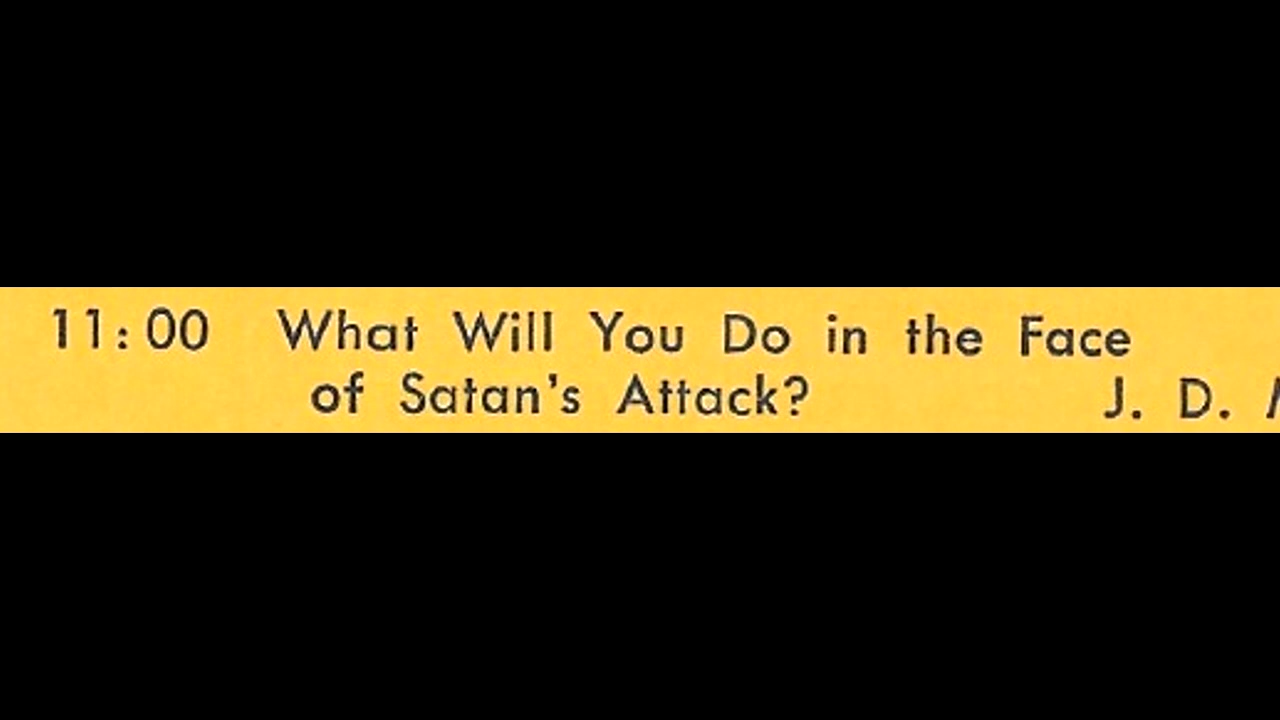 11:00 What Will You Do in the Face
of Satan's Attack? J. D.